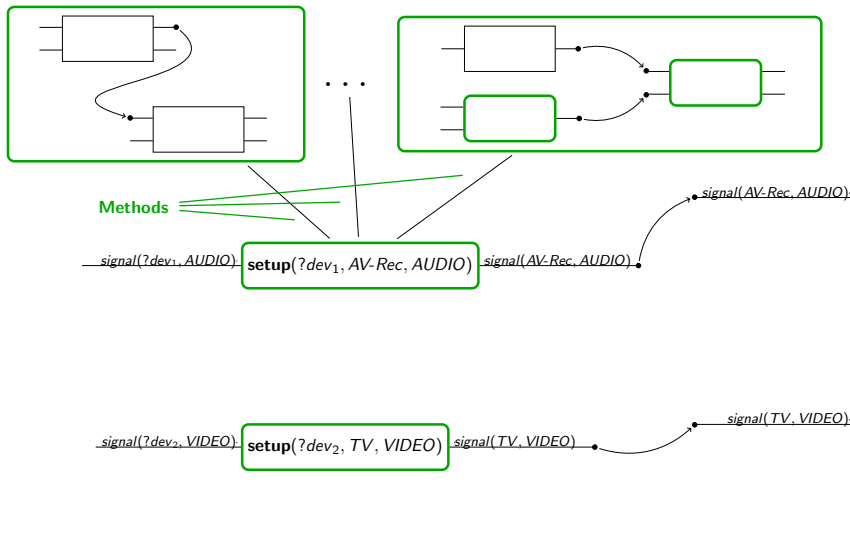 . . .
Methods
signal(AV-Rec, AUDIO)
signal(?dev₁, AUDIO)
setup(?dev₁, AV-Rec, AUDIO)
signal(AV-Rec, AUDIO)
signal(TV, VIDEO)
signal(?dev₂, VIDEO)
setup(?dev₂, TV, VIDEO)
signal(TV, VIDEO)